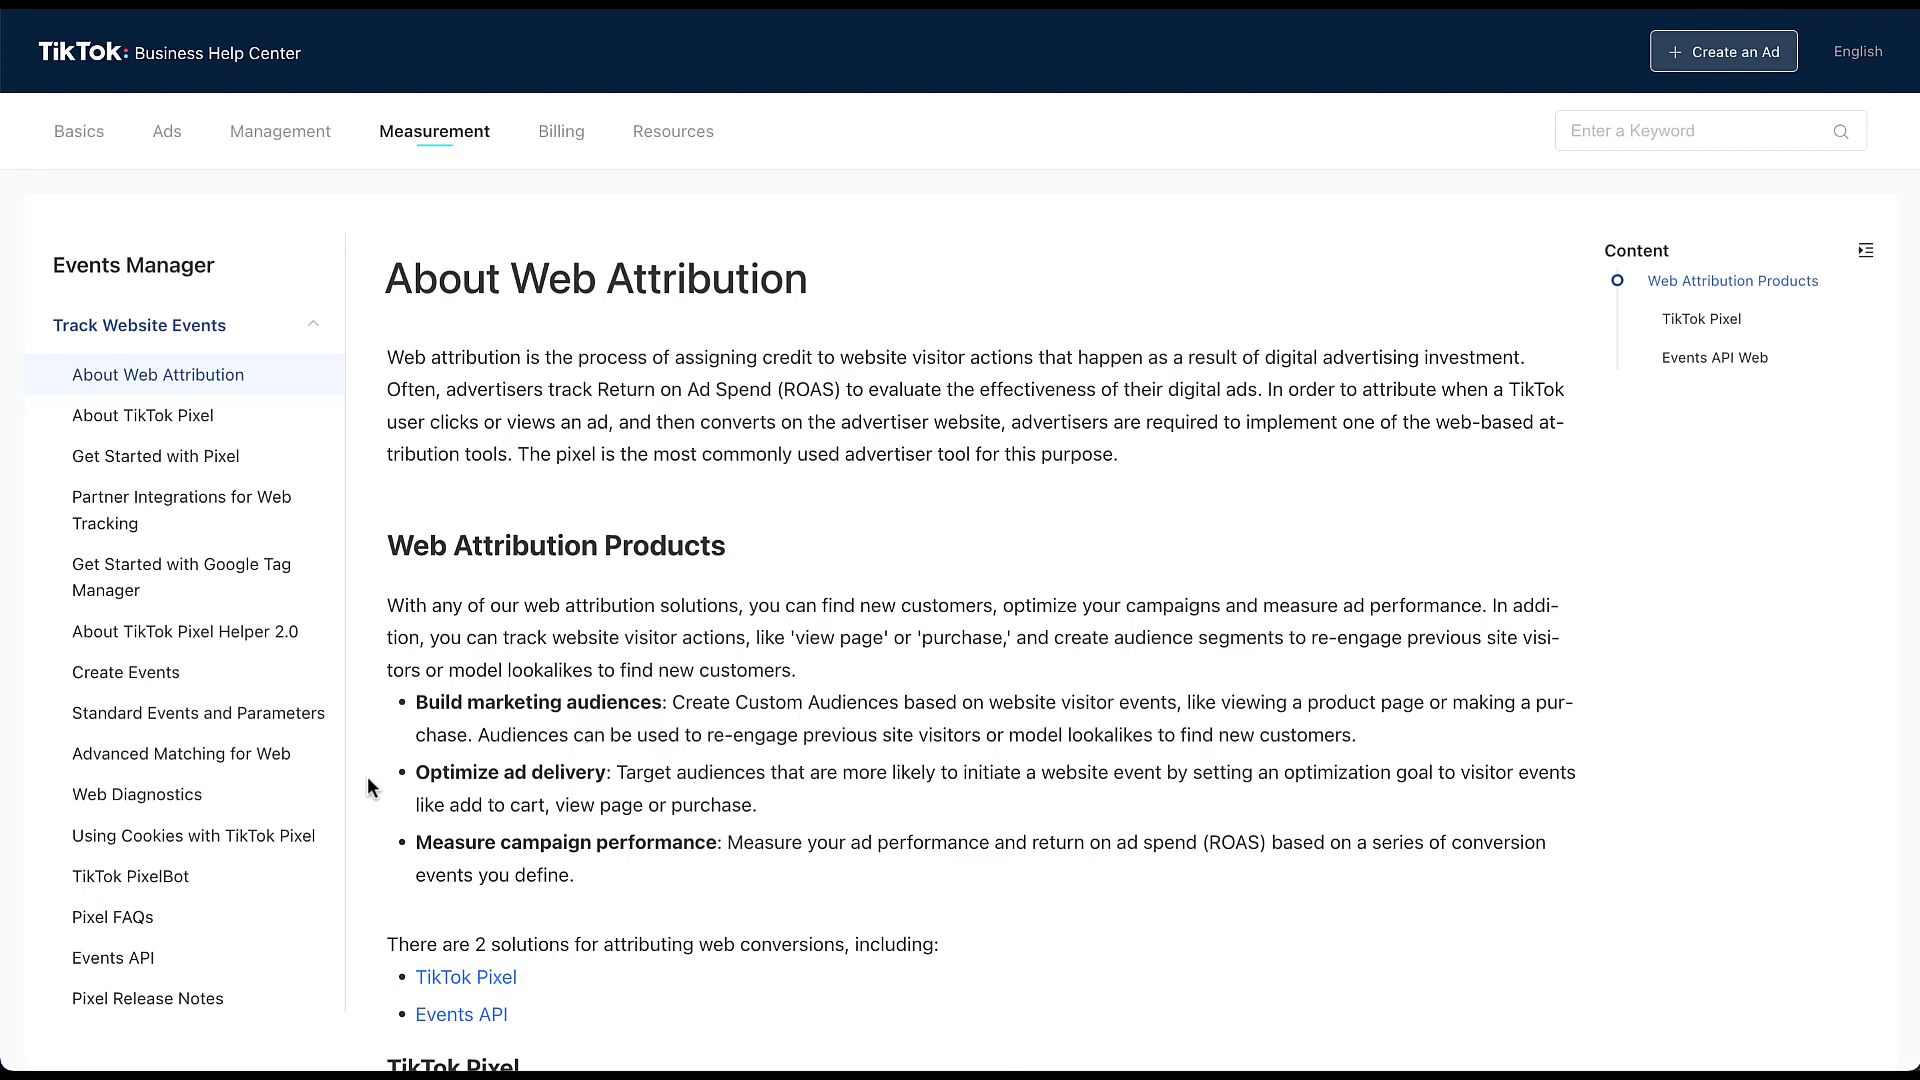 TikTok: Business Help Center
Create an Ad
English
Basics
Ads
Management
Measurement
Billing
Resources
Enter a Keyword
Events Manager
Track Website Events
About Web Attribution
About TikTok Pixel
Get Started with Pixel
Partner Integrations for Web
Tracking
Get Started with Google Tag
Manager
About TikTok Pixel Helper 2.0
Create Events
Standard Events and Parameters
Advanced Matching for Web
Web Diagnostics
Using Cookies with TikTok Pixel
TikTok PixelBot
Pixel FAQs
Events API
Pixel Release Notes
About Web Attribution
Web attribution is the process of assigning credit to website visitor actions that happen as a result of digital advertising investment.
Often, advertisers track Return on Ad Spend (ROAS) to evaluate the effectiveness of their digital ads. In order to attribute when a TikTok
user clicks or views an ad, and then converts on the advertiser website, advertisers are required to implement one of the web-based at-
tribution tools. The pixel is the most commonly used advertiser tool for this purpose.
Web Attribution Products
With any of our web attribution solutions, you can find new customers, optimize your campaigns and measure ad performance. In addi-
tion, you can track website visitor actions, like 'view page' or 'purchase,' and create audience segments to re-engage previous site visi-
tors or model lookalikes to find new customers.
• Build marketing audiences: Create Custom Audiences based on website visitor events, like viewing a product page or making a pur-
chase. Audiences can be used to re-engage previous site visitors or model lookalikes to find new customers.
• Optimize ad delivery: Target audiences that are more likely to initiate a website event by setting an optimization goal to visitor events
like add to cart, view page or purchase.
• Measure campaign performance: Measure your ad performance and return on ad spend (ROAS) based on a series of conversion
events you define.
There are 2 solutions for attributing web conversions, including:
• TikTok Pixel
• Events API
TikTok Pixel
Content
Web Attribution Products
TikTok Pixel
Events API Web